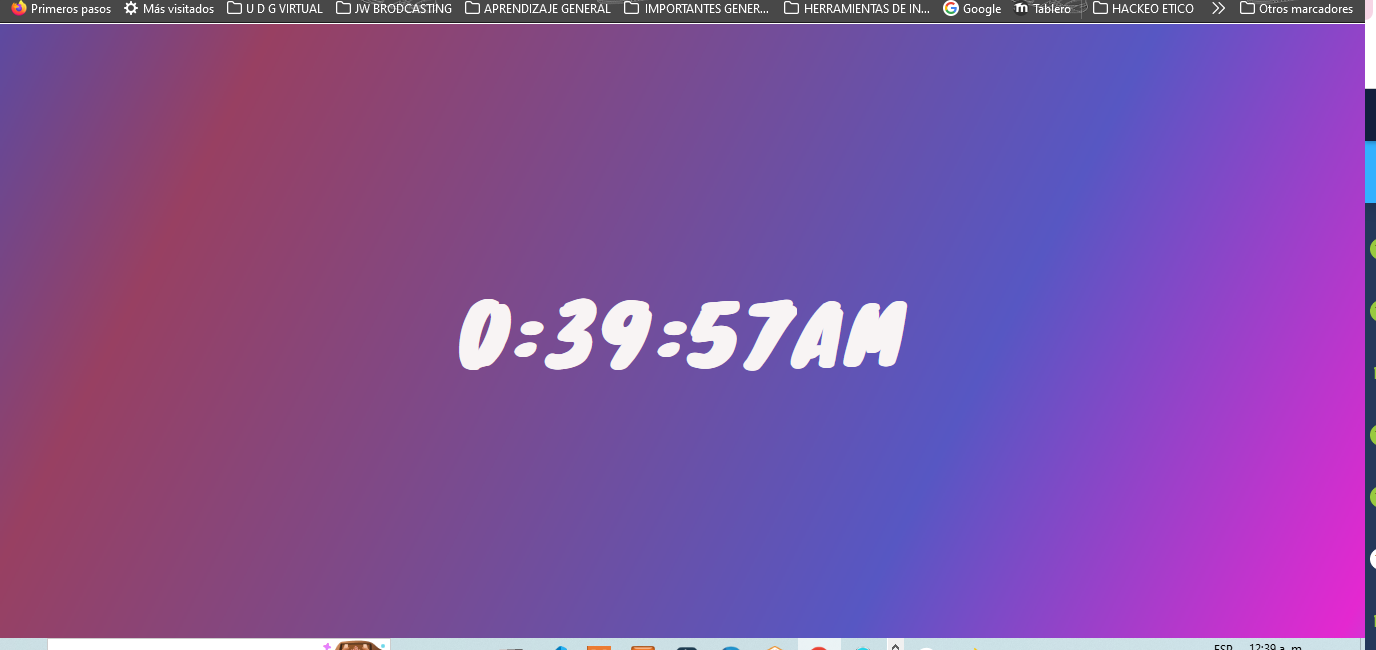 Primeros pasos Más visitados U D G VIRTUAL JW BRODCASTING APRENDIZAJE GENERAL IMPORTANTES GENER... HERRAMIENTAS DE IN... Google Tablero HACKEO ETICO Otros marcadores
0:39:57AM
ESP 12:39 a. m.